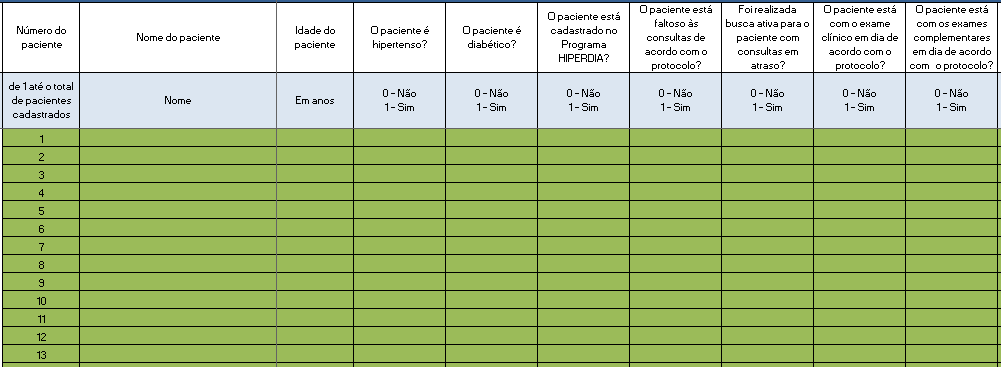 Número do
paciente
Nome do paciente
Idade do
paciente
O paciente é
hipertenso?
O paciente é
diabético?
O paciente está
cadastrado no
Programa
HIPERDIA?
O paciente está
faltoso às
consultas de
acordo com o
protocolo?
Foi realizada
busca ativa para o
paciente com
consultas em
atraso?
O paciente está
com o exame
clínico em dia de
acordo com o
protocolo?
O paciente está
com os exames
complementares
em dia de acordo
com o protocolo?
de 1 até o total
de pacientes
cadastrados
Nome
Em anos
0 - Não
1 - Sim
0 - Não
1 - Sim
0 - Não
1 - Sim
0 - Não
1 - Sim
0 - Não
1 - Sim
0 - Não
1 - Sim
0 - Não
1 - Sim
1
2
3
4
5
6
7
8
9
10
11
12
13